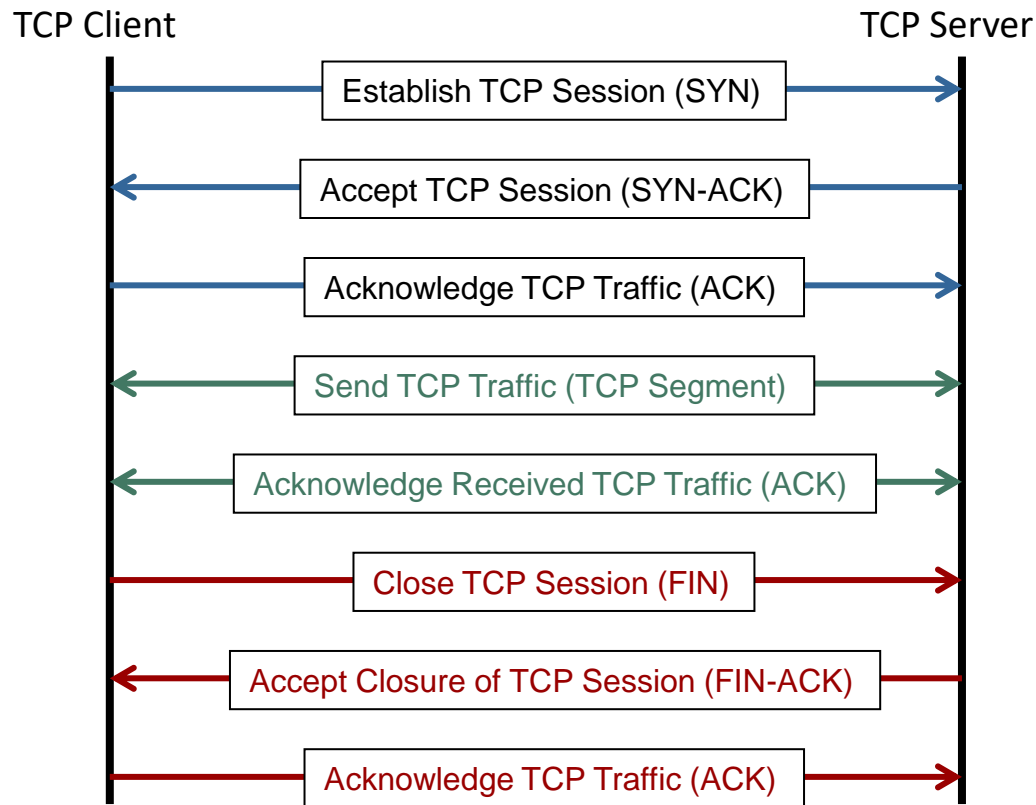 TCP Client
TCP Server
Establish TCP Session (SYN)
Accept TCP Session (SYN-ACK)
Acknowledge TCP Traffic (ACK)
Send TCP Traffic (TCP Segment)
Acknowledge Received TCP Traffic (ACK)
Close TCP Session (FIN)
Accept Closure of TCP Session (FIN-ACK)
Acknowledge TCP Traffic (ACK)